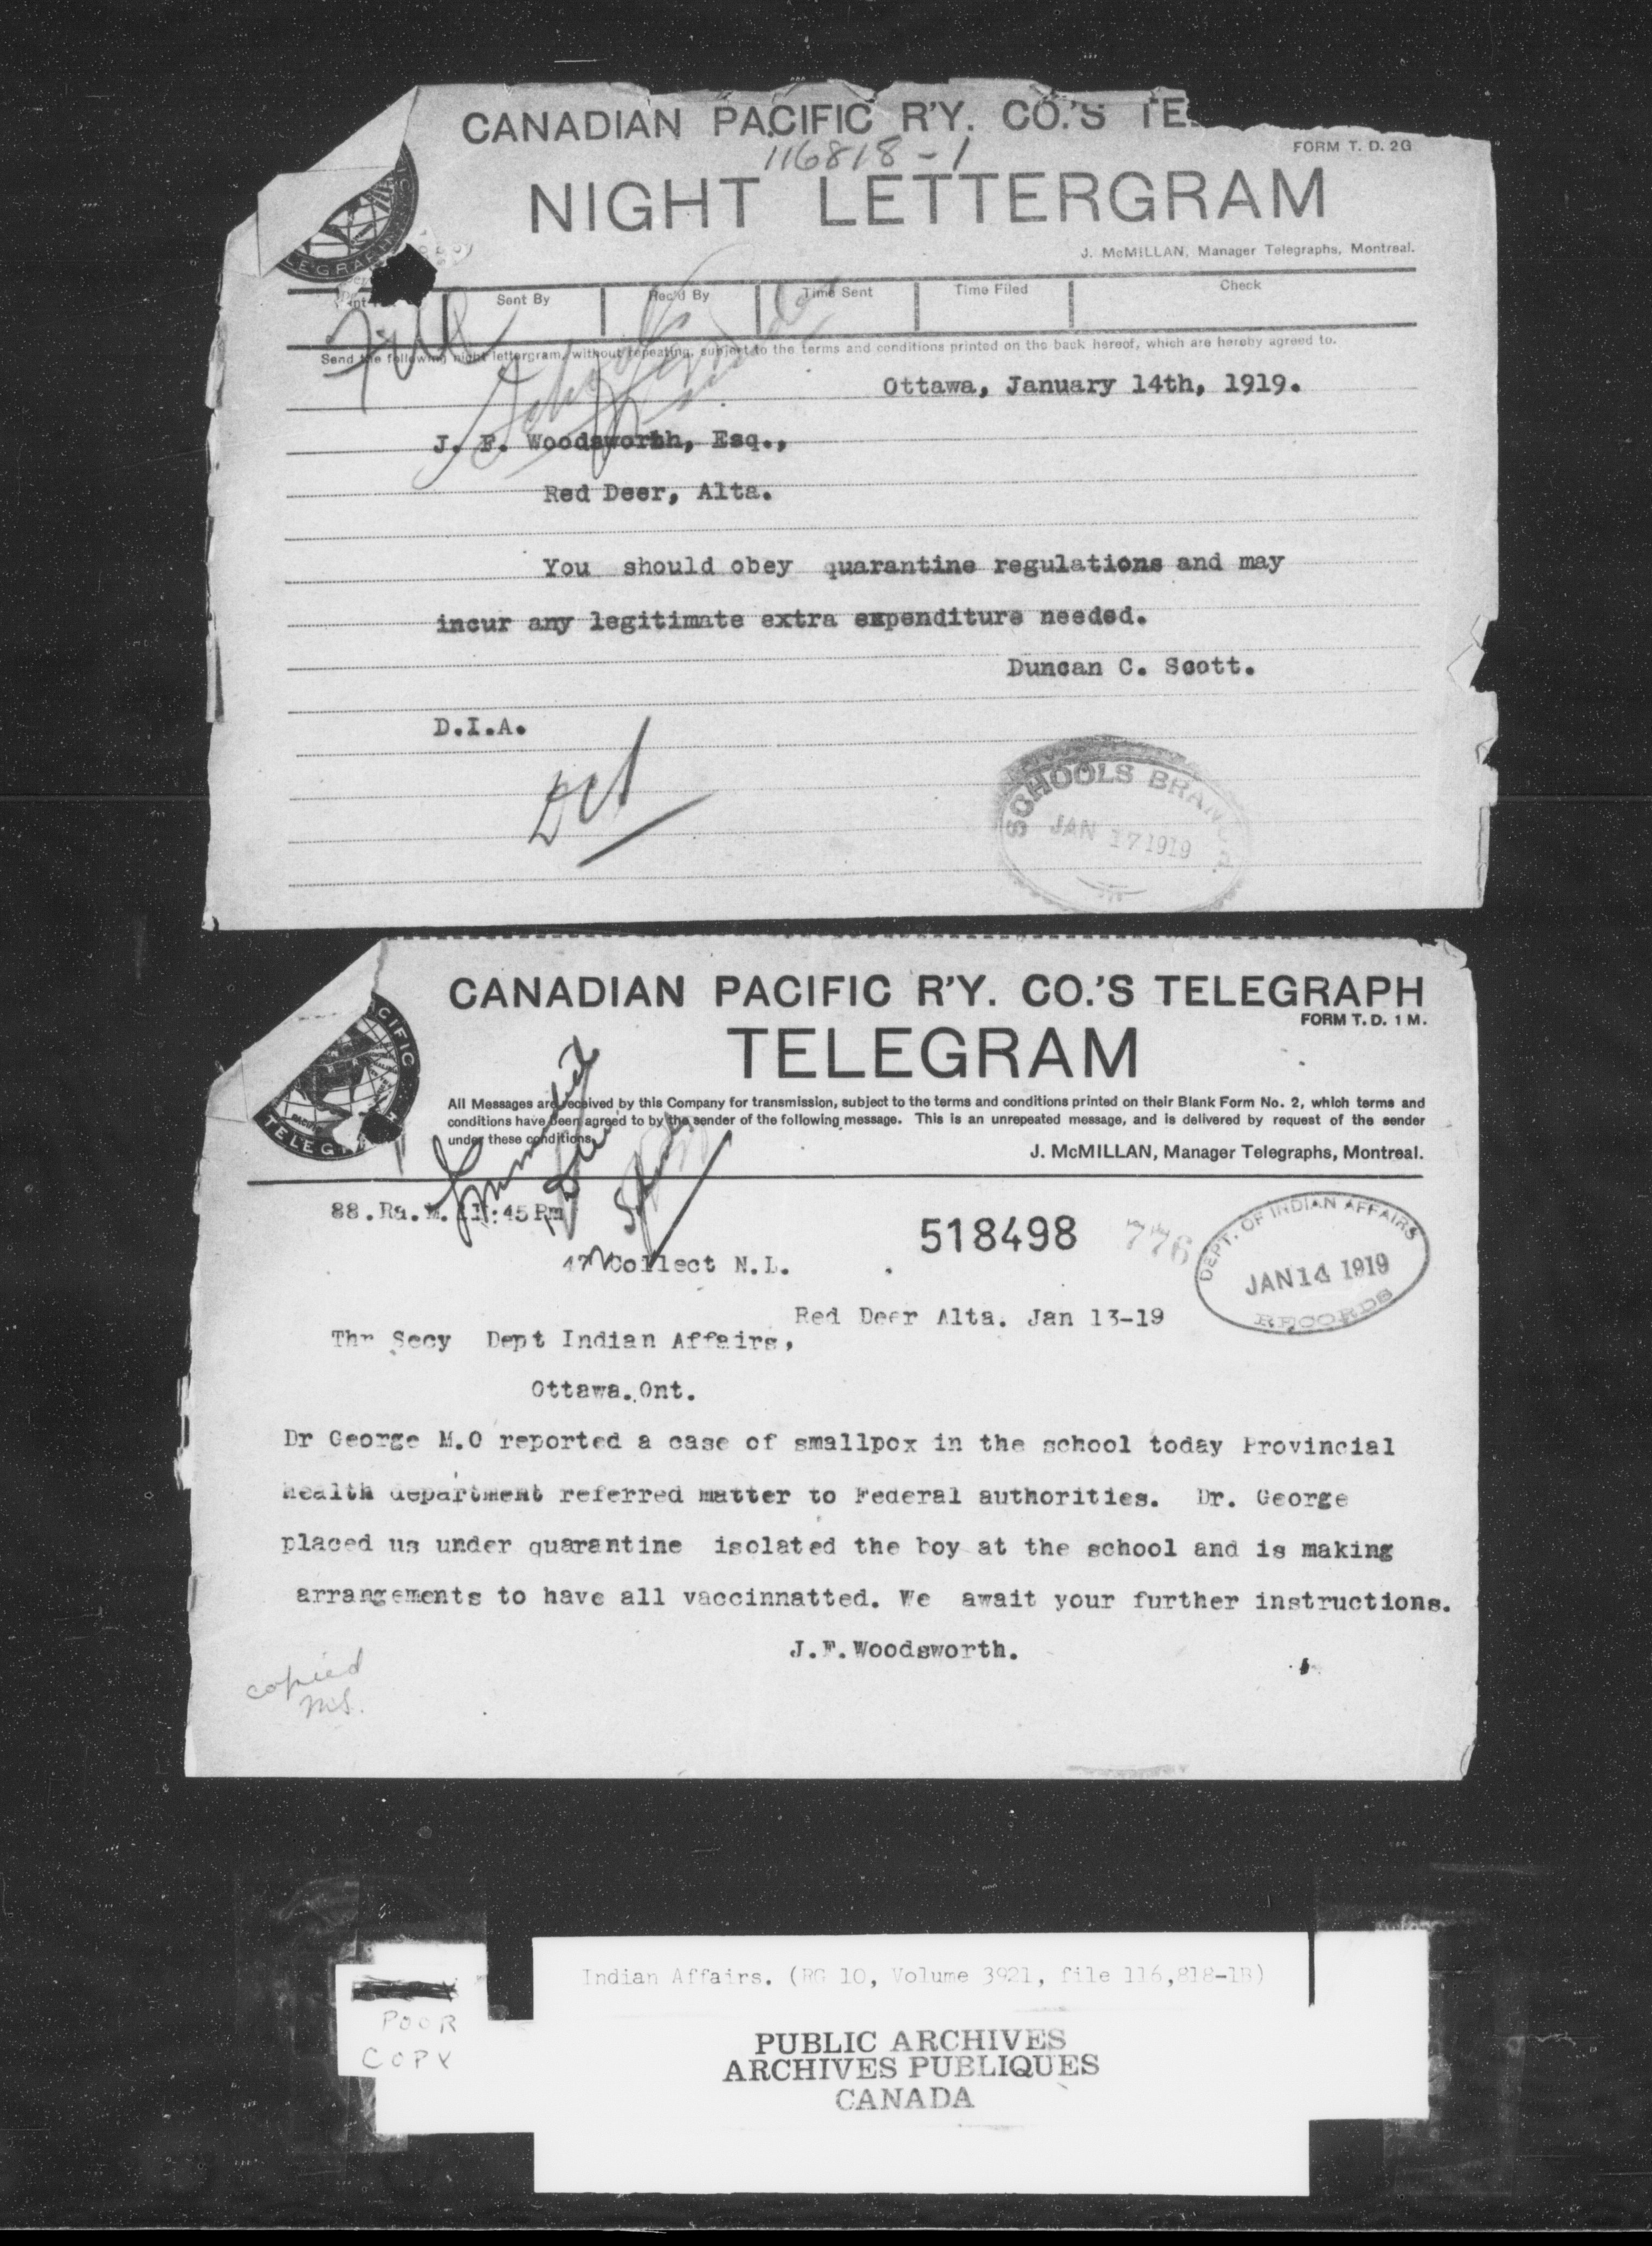 CANADIAN PACIFIC R'Y. CO.'S TE
116818-1
FORM T. D. 2G
NIGHT LETTERGRAM
J. McMILLAN, Manager Telegraphs, Montreal.
Sent By Rec'd By Time Sent Time Filed Check
File
Send the following night lettergram, without repeating, subject to the terms and conditions printed on the back hereof, which are hereby agreed to.
Ottawa, January 14th, 1919.
J. F. Woodsworth, Esq.,
Red Deer, Alta.
You should obey quarantine regulations and may
incur any legitimate extra expenditure needed.
Duncan C. Scott.
D.I.A.
DCS
SCHOOLS BRANCH
JAN 17 1919
CANADIAN PACIFIC R'Y. CO.'S TELEGRAPH
FORM T. D. 1 M.
TELEGRAM
All Messages are received by this Company for transmission, subject to the terms and conditions printed on their Blank Form No. 2, which terms and
conditions have been agreed to by the sender of the following message. This is an unrepeated message, and is delivered by request of the sender
under these conditions.
J. McMILLAN, Manager Telegraphs, Montreal.
Immediate
88.Ra.M. 11:45 Pm
518498 776
DEPT. OF INDIAN AFFAIRS
JAN 14 1919
RECORDS
47 Collect N.L.
Red Deer Alta. Jan 13-19
Thr Secy Dept Indian Affairs,
Ottawa.Ont.
Dr George M.O reported a case of smallpox in the school today Provincial
health department referred matter to Federal authorities. Dr. George
placed us under quarantine isolated the boy at the school and is making
arrangements to have all vaccinnatted. We await your further instructions.
J.F.Woodsworth.
copied
MS.
Indian Affairs. (RG 10, Volume 3921, file 116,818-1B)
POOR
COPY
PUBLIC ARCHIVES
ARCHIVES PUBLIQUES
CANADA